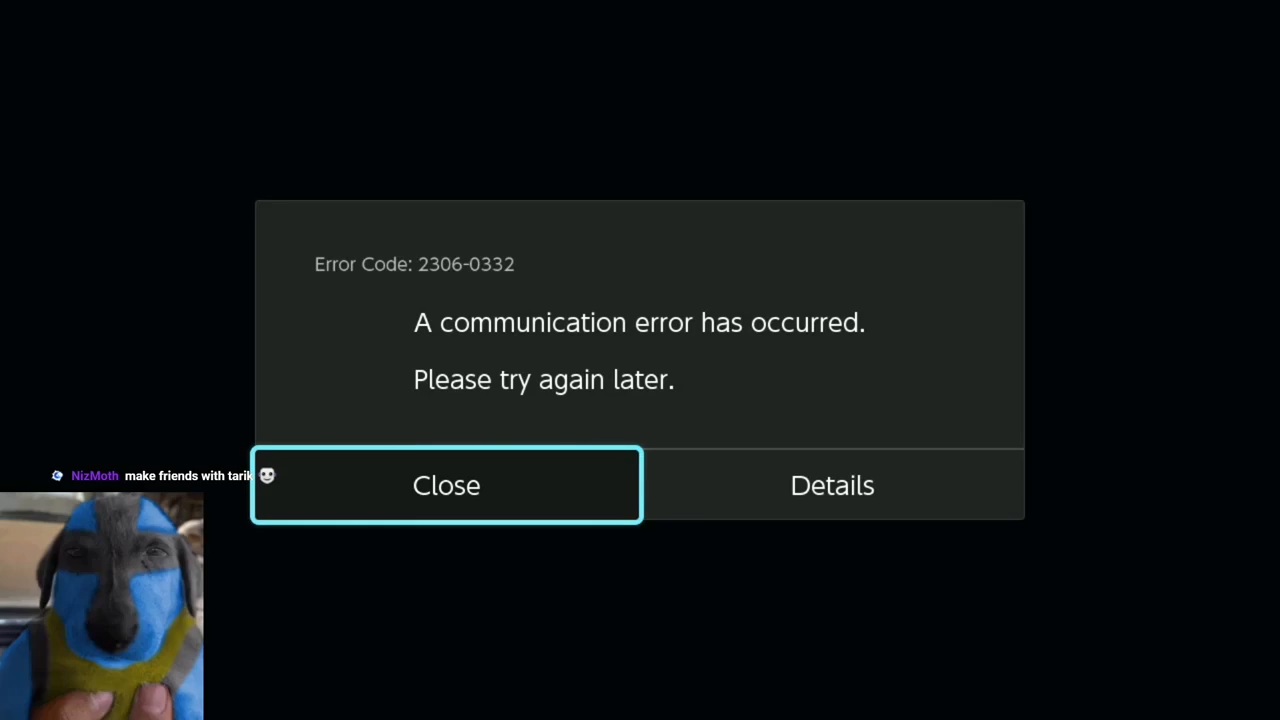 Error Code: 2306-0332
A communication error has occurred.
Please try again later.
NizMoth make friends with tarik
Close
Details